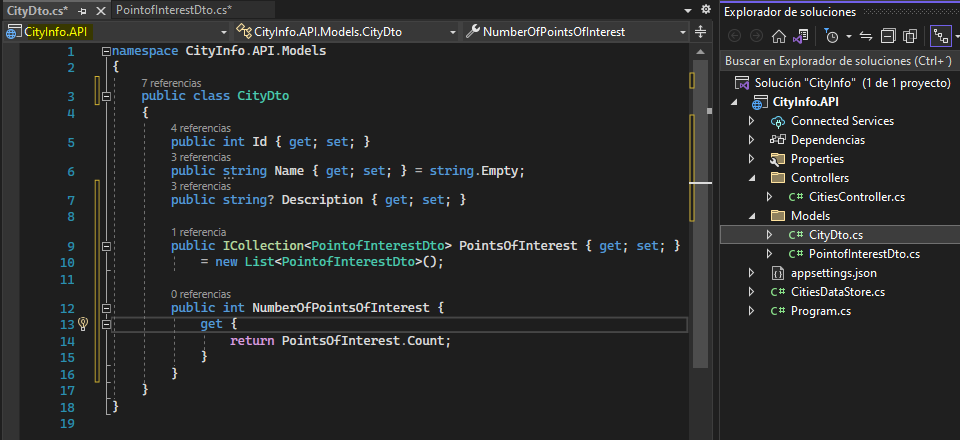 CityDto.cs*
PointofInterestDto.cs*
CityInfo.API
CityInfo.API.Models.CityDto
NumberOfPointsOfInterest
1 namespace CityInfo.API.Models
2 {
7 referencias
3 public class CityDto
4 {
4 referencias
5 public int Id { get; set; }
3 referencias
6 public string Name { get; set; } = string.Empty;
3 referencias
7 public string? Description { get; set; }
8
1 referencia
9 public ICollection<PointofInterestDto> PointsOfInterest { get; set; }
10 = new List<PointofInterestDto>();
11
0 referencias
12 public int NumberOfPointsOfInterest {
13 get {
14 return PointsOfInterest.Count;
15 }
16 }
17 }
18 }
19
Explorador de soluciones
Buscar en Explorador de soluciones (Ctrl+´)
Solución "CityInfo" (1 de 1 proyecto)
CityInfo.API
Connected Services
Dependencias
Properties
Controllers
C# CitiesController.cs
Models
C# CityDto.cs
C# PointofInterestDto.cs
appsettings.json
C# CitiesDataStore.cs
C# Program.cs